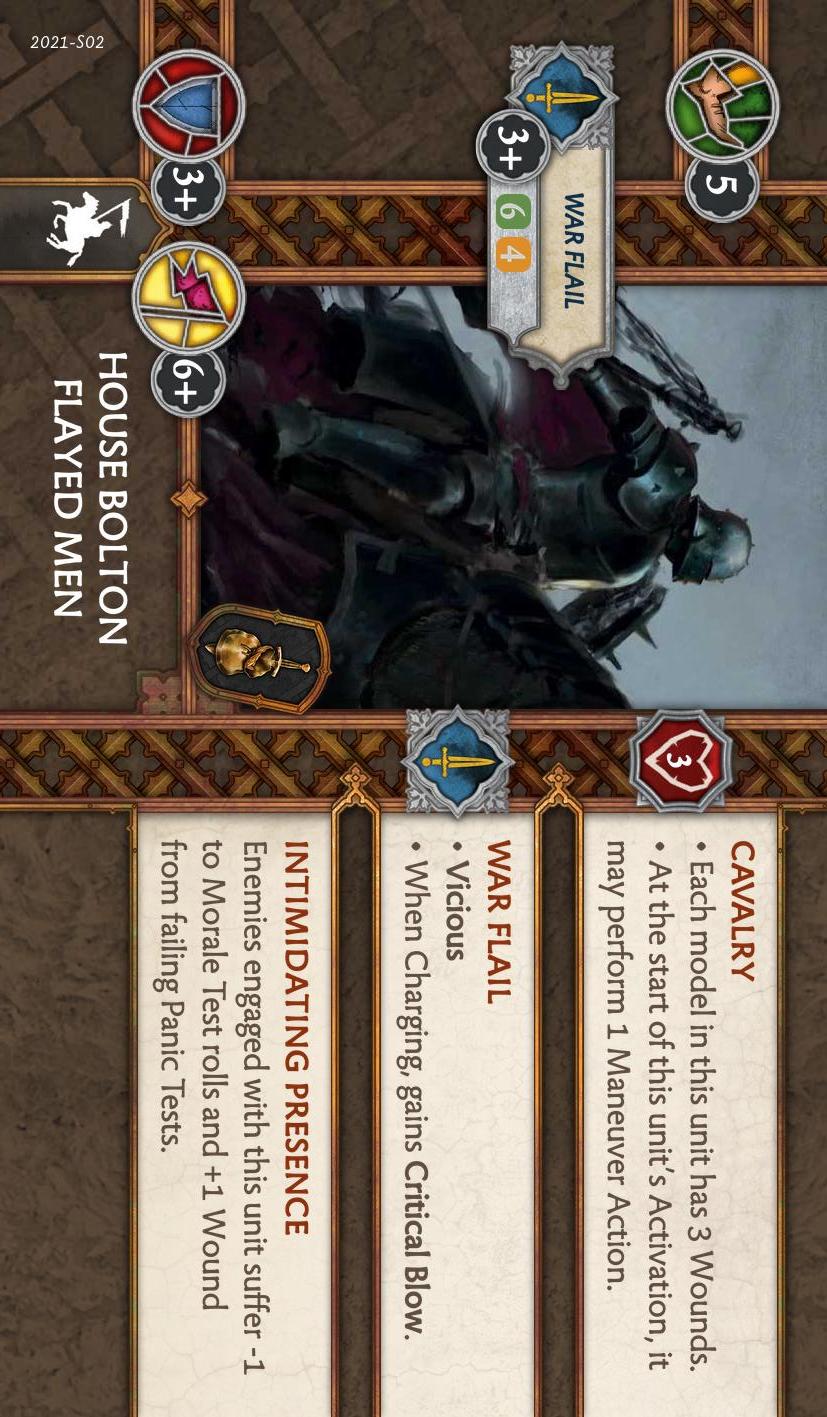 5
WAR FLAIL
3+
6 4
3+
6+
HOUSE BOLTON
FLAYED MEN
2021-S02
3
CAVALRY
• Each model in this unit has 3 Wounds.
• At the start of this unit's Activation, it
may perform 1 Maneuver Action.
WAR FLAIL
• Vicious
• When Charging, gains Critical Blow.
INTIMIDATING PRESENCE
Enemies engaged with this unit suffer -1
to Morale Test rolls and +1 Wound
from failing Panic Tests.